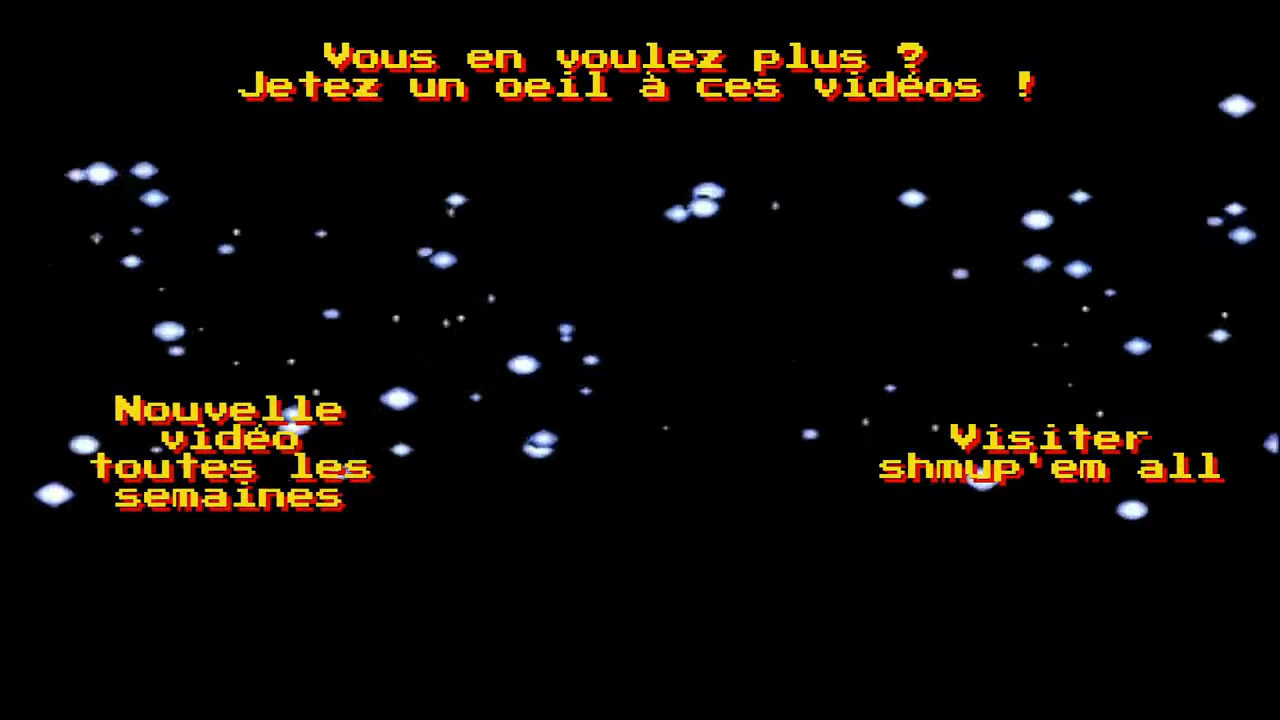 Vous en voulez plus ?
Jetez un oeil à ces vidéos !
Nouvelle
vidéo
toutes les
semaines
Visiter
shmup'em all